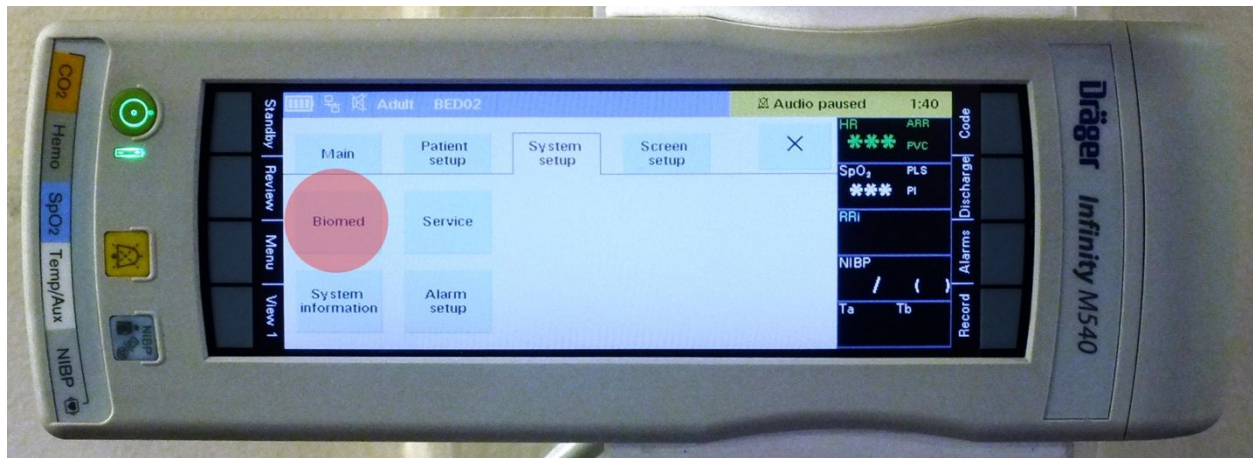 CO2
Hemo
SpO2
Temp/Aux
NIBP
NIBP
Standby
Review
Menu
View 1
Adult BED02
Audio paused 1:40
Main
Patient
setup
System
setup
Screen
setup
Biomed
Service
System
information
Alarm
setup
HR ARR
*** PVC
SpO₂ PLS
*** PI
RRi
NIBP
/ ( )
Ta Tb
Code
Discharge
Alarms
Record
Dräger
Infinity M540